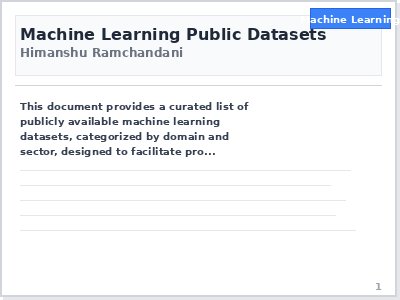 Machine Learning
Machine Learning Public Datasets
Himanshu Ramchandani
This document provides a curated list of
publicly available machine learning
datasets, categorized by domain and
sector, designed to facilitate pro...
1